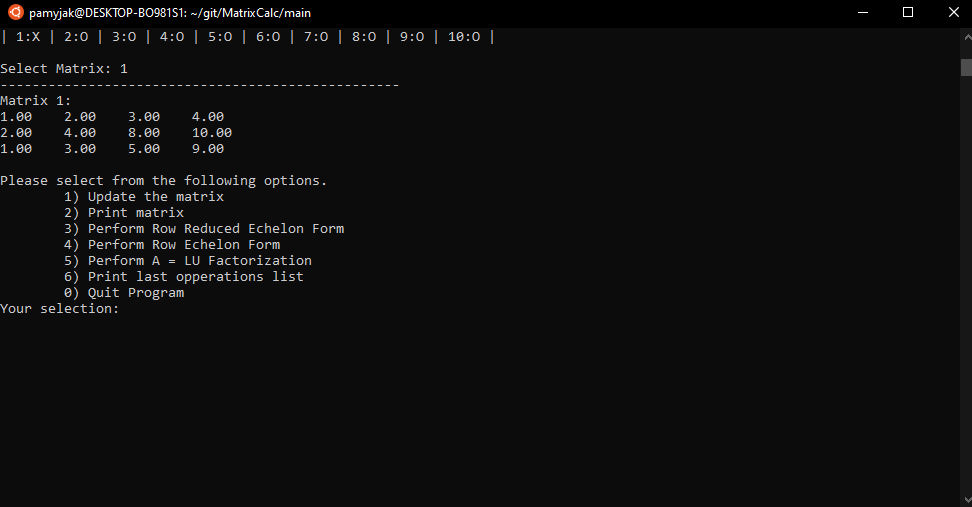 pamyjak@DESKTOP-BO981S1: ~/git/MatrixCalc/main
| 1:X | 2:O | 3:O | 4:O | 5:O | 6:O | 7:O | 8:O | 9:O | 10:O |
Select Matrix: 1
--------------------------------------------------
Matrix 1:
1.00    2.00    3.00    4.00
2.00    4.00    8.00    10.00
1.00    3.00    5.00    9.00
Please select from the following options.
1) Update the matrix
2) Print matrix
3) Perform Row Reduced Echelon Form
4) Perform Row Echelon Form
5) Perform A = LU Factorization
6) Print last opperations list
0) Quit Program
Your selection: